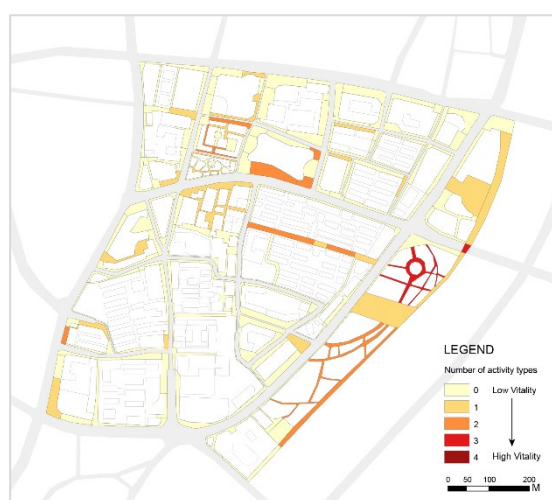 LEGEND
Number of activity types
0 Low Vitality
1
2
3
4 High Vitality
0 50 100 200
M